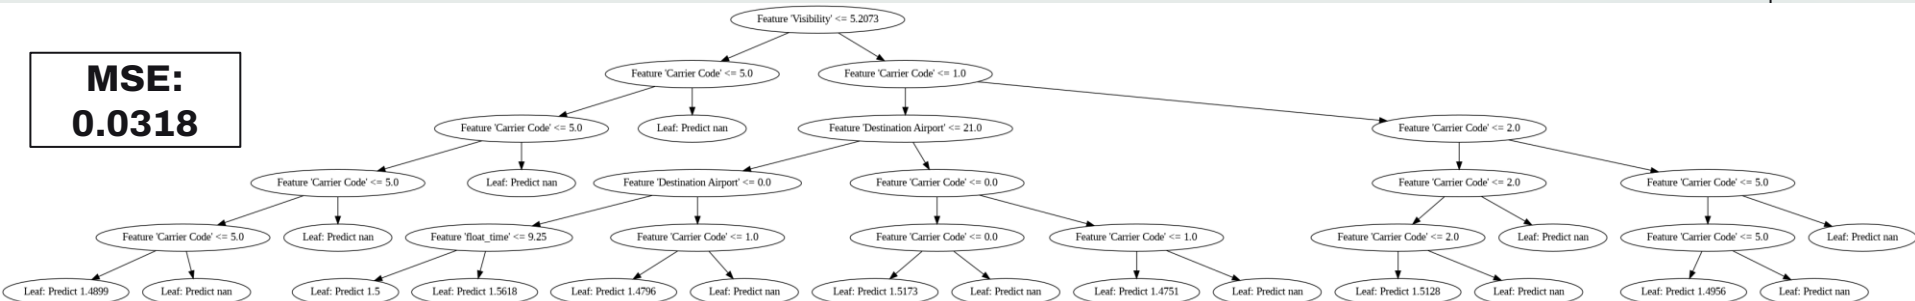 Feature 'Visibility' <= 5.2073
MSE:
0.0318
Feature 'Carrier Code' <= 5.0
Feature 'Carrier Code' <= 1.0
Feature 'Carrier Code' <= 5.0
Leaf: Predict nan
Feature 'Destination Airport' <= 21.0
Feature 'Carrier Code' <= 2.0
Feature 'Carrier Code' <= 5.0
Leaf: Predict nan
Feature 'Destination Airport' <= 0.0
Feature 'Carrier Code' <= 0.0
Feature 'Carrier Code' <= 2.0
Feature 'Carrier Code' <= 5.0
Feature 'Carrier Code' <= 5.0
Leaf: Predict nan
Feature 'float_time' <= 9.25
Feature 'Carrier Code' <= 1.0
Feature 'Carrier Code' <= 0.0
Feature 'Carrier Code' <= 1.0
Feature 'Carrier Code' <= 2.0
Leaf: Predict nan
Feature 'Carrier Code' <= 5.0
Leaf: Predict nan
Leaf: Predict 1.4899
Leaf: Predict nan
Leaf: Predict 1.5
Leaf: Predict 1.5618
Leaf: Predict 1.4796
Leaf: Predict nan
Leaf: Predict 1.5173
Leaf: Predict nan
Leaf: Predict 1.4751
Leaf: Predict nan
Leaf: Predict 1.5128
Leaf: Predict nan
Leaf: Predict 1.4956
Leaf: Predict nan